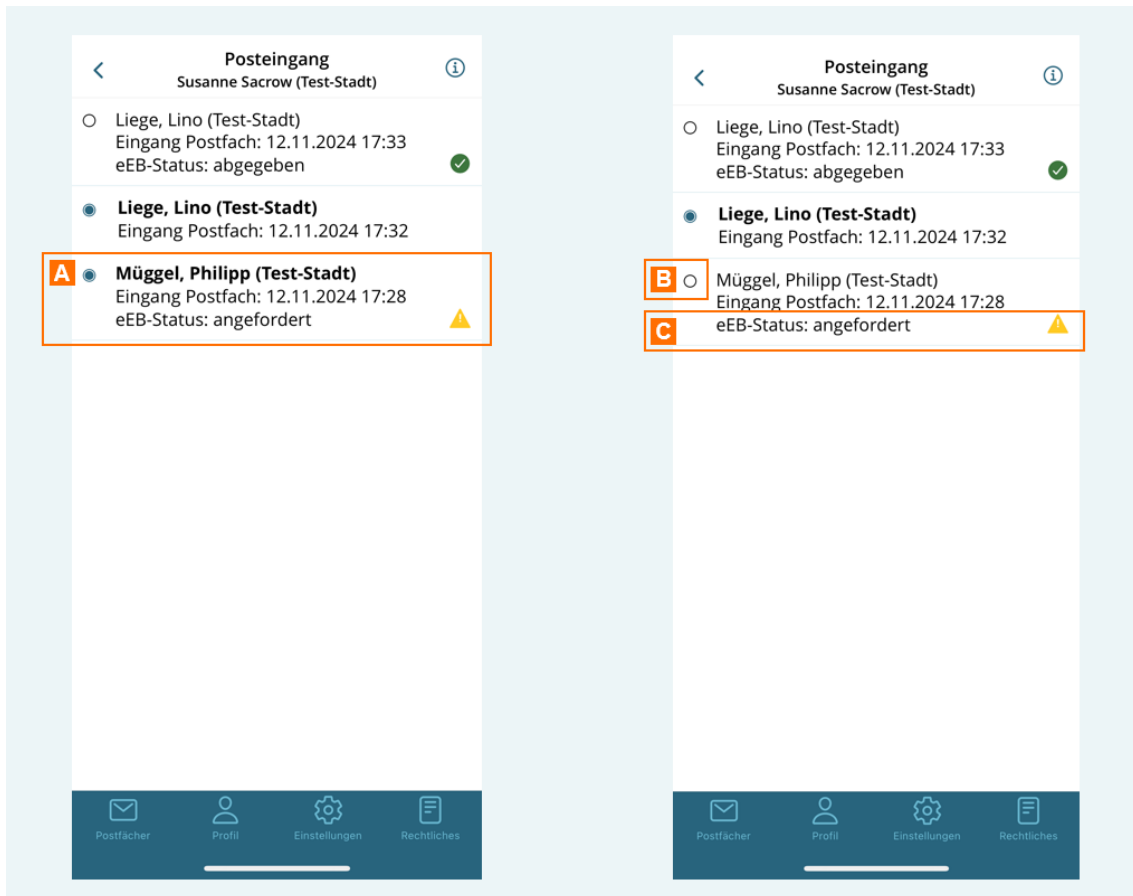 Posteingang
Susanne Sacrow (Test-Stadt)
Liege, Lino (Test-Stadt)
Eingang Postfach: 12.11.2024 17:33
eEB-Status: abgegeben
Liege, Lino (Test-Stadt)
Eingang Postfach: 12.11.2024 17:32
A
Müggel, Philipp (Test-Stadt)
Eingang Postfach: 12.11.2024 17:28
eEB-Status: angefordert
Postfächer
Profil
Einstellungen
Rechtliches
Posteingang
Susanne Sacrow (Test-Stadt)
Liege, Lino (Test-Stadt)
Eingang Postfach: 12.11.2024 17:33
eEB-Status: abgegeben
Liege, Lino (Test-Stadt)
Eingang Postfach: 12.11.2024 17:32
B
Müggel, Philipp (Test-Stadt)
Eingang Postfach: 12.11.2024 17:28
C
eEB-Status: angefordert
Postfächer
Profil
Einstellungen
Rechtliches